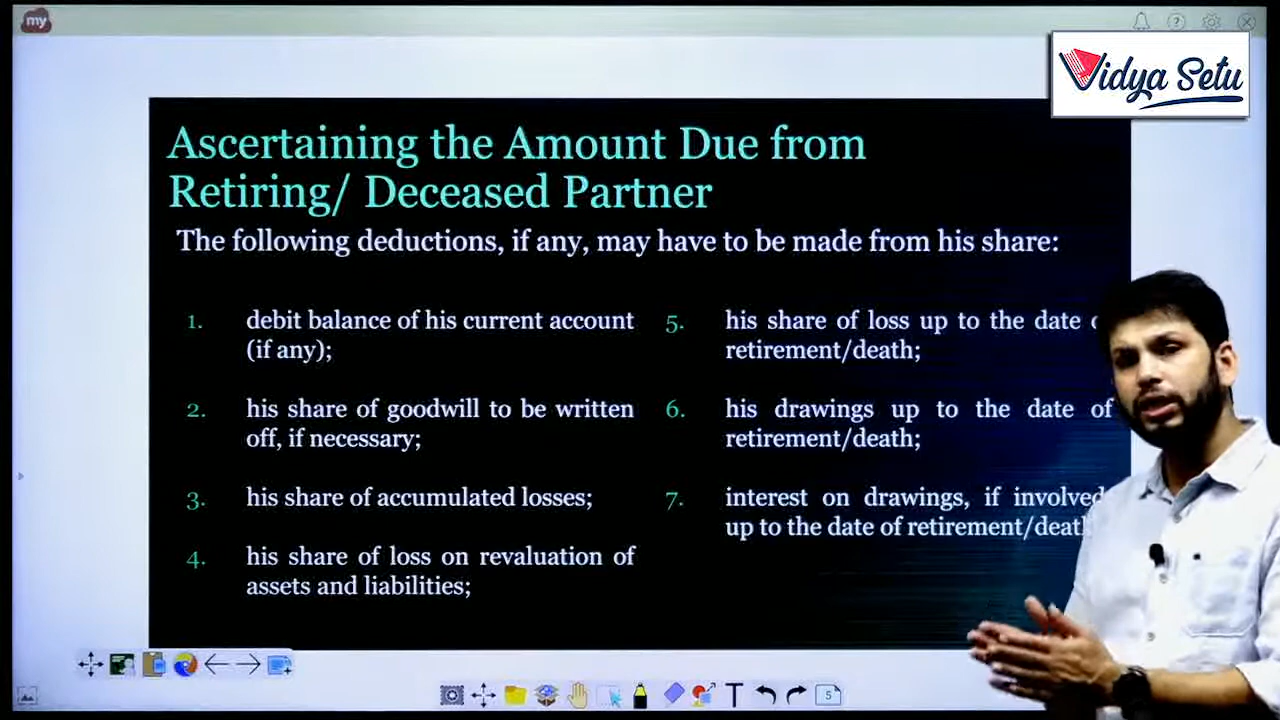 my
Vidya Setu
Ascertaining the Amount Due from
Retiring/ Deceased Partner
The following deductions, if any, may have to be made from his share:
1. debit balance of his current account
(if any);
2. his share of goodwill to be written
off, if necessary;
3. his share of accumulated losses;
4. his share of loss on revaluation of
assets and liabilities;
5. his share of loss up to the date
retirement/death;
6. his drawings up to the date of
retirement/death;
7. interest on drawings, if involved
up to the date of retirement/death
T
5